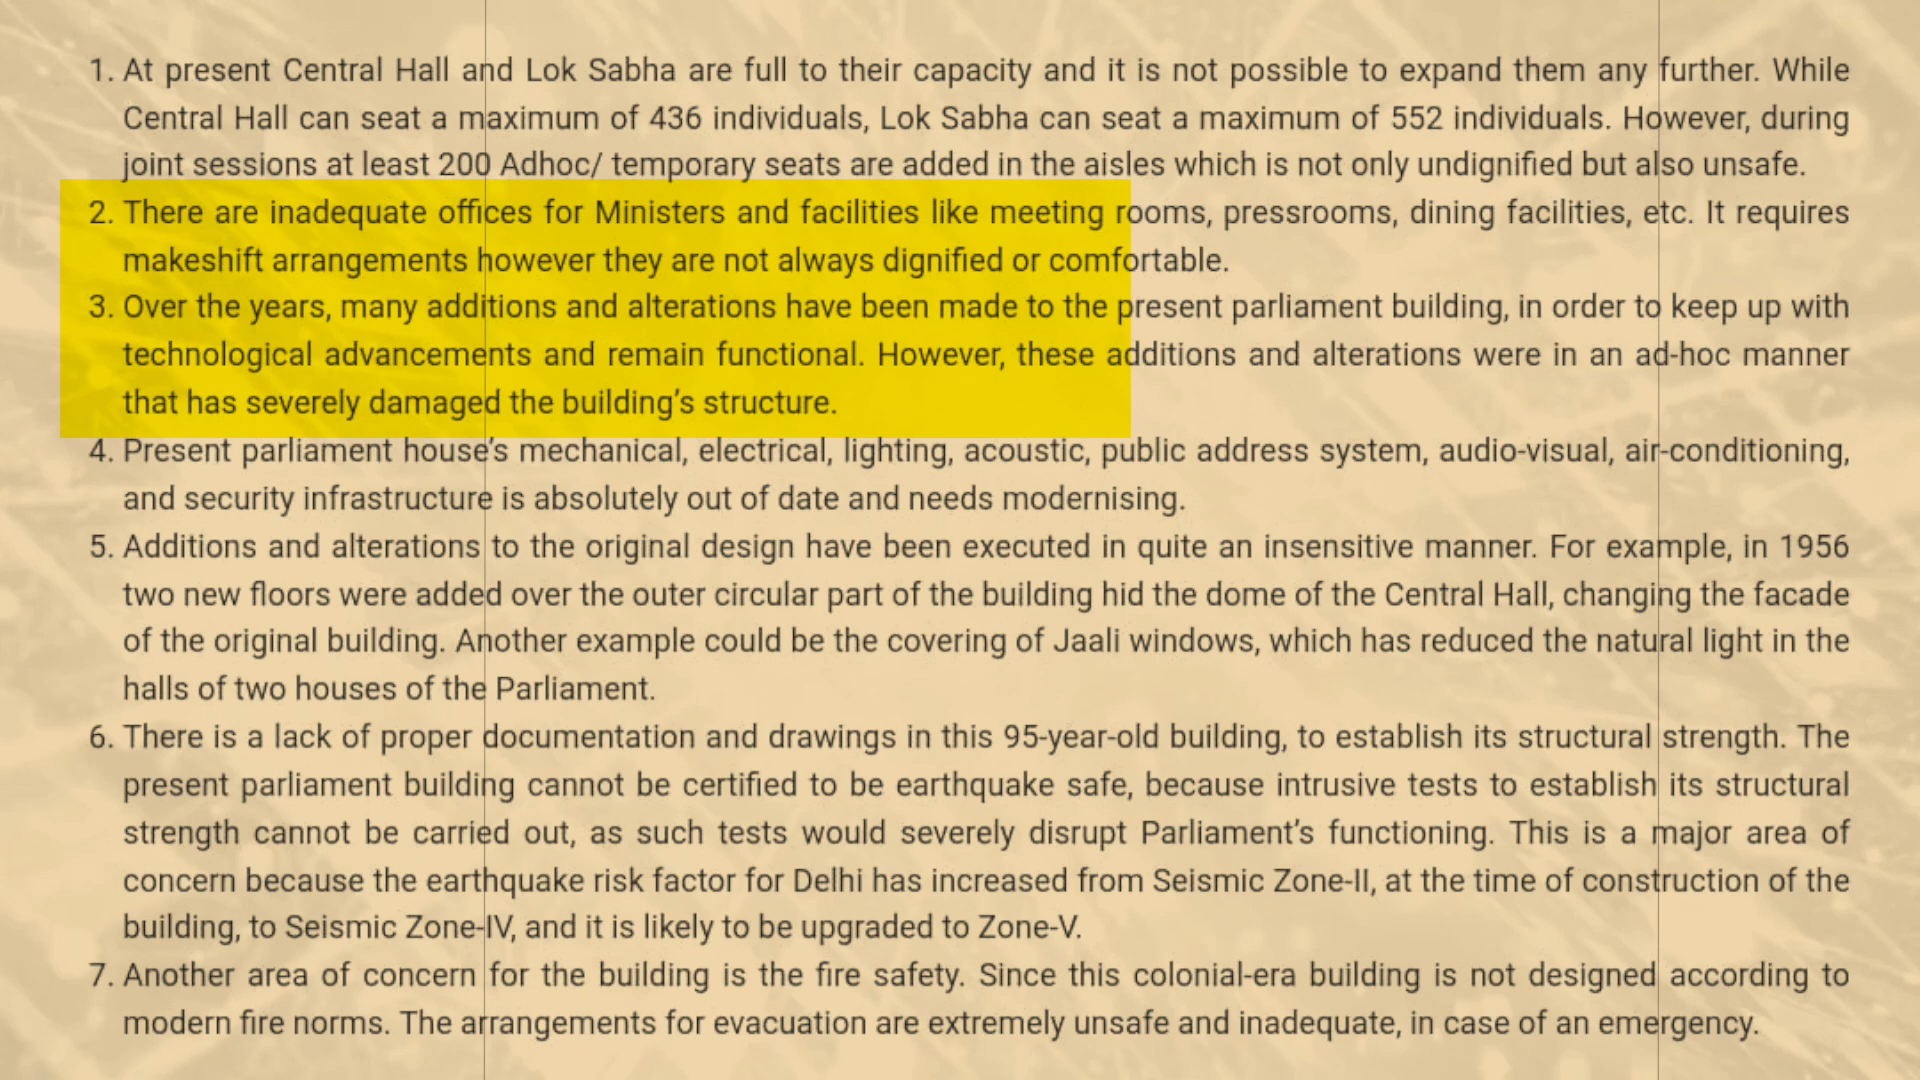 1. At present Central Hall and Lok Sabha are full to their capacity and it is not possible to expand them any further. While
Central Hall can seat a maximum of 436 individuals, Lok Sabha can seat a maximum of 552 individuals. However, during
joint sessions at least 200 Adhoc/ temporary seats are added in the aisles which is not only undignified but also unsafe.
2. There are inadequate offices for Ministers and facilities like meeting rooms, pressrooms, dining facilities, etc. It requires
makeshift arrangements however they are not always dignified or comfortable.
3. Over the years, many additions and alterations have been made to the present parliament building, in order to keep up with
technological advancements and remain functional. However, these additions and alterations were in an ad-hoc manner
that has severely damaged the building’s structure.
4. Present parliament house’s mechanical, electrical, lighting, acoustic, public address system, audio-visual, air-conditioning,
and security infrastructure is absolutely out of date and needs modernising.
5. Additions and alterations to the original design have been executed in quite an insensitive manner. For example, in 1956
two new floors were added over the outer circular part of the building hid the dome of the Central Hall, changing the facade
of the original building. Another example could be the covering of Jaali windows, which has reduced the natural light in the
halls of two houses of the Parliament.
6. There is a lack of proper documentation and drawings in this 95-year-old building, to establish its structural strength. The
present parliament building cannot be certified to be earthquake safe, because intrusive tests to establish its structural
strength cannot be carried out, as such tests would severely disrupt Parliament’s functioning. This is a major area of
concern because the earthquake risk factor for Delhi has increased from Seismic Zone-II, at the time of construction of the
building, to Seismic Zone-IV, and it is likely to be upgraded to Zone-V.
7. Another area of concern for the building is the fire safety. Since this colonial-era building is not designed according to
modern fire norms. The arrangements for evacuation are extremely unsafe and inadequate, in case of an emergency.